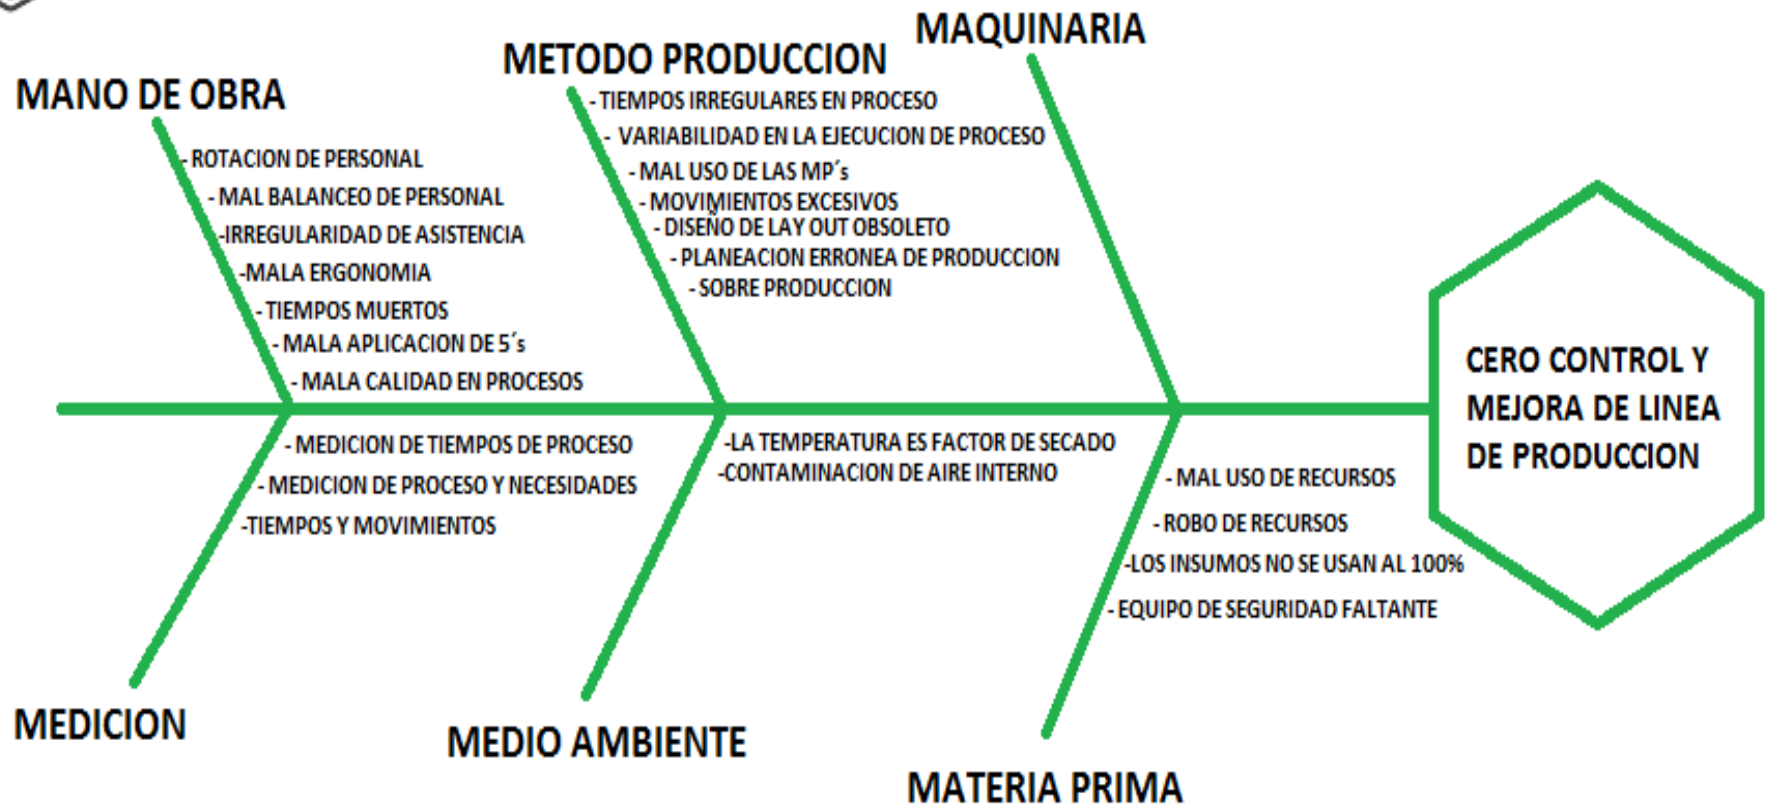 MANO DE OBRA
- ROTACION DE PERSONAL
- MAL BALANCEO DE PERSONAL
-IRREGULARIDAD DE ASISTENCIA
-MALA ERGONOMIA
- TIEMPOS MUERTOS
- MALA APLICACION DE 5´s
- MALA CALIDAD EN PROCESOS
METODO PRODUCCION
- TIEMPOS IRREGULARES EN PROCESO
- VARIABILIDAD EN LA EJECUCION DE PROCESO
- MAL USO DE LAS MP´s
- MOVIMIENTOS EXCESIVOS
- DISEÑO DE LAY OUT OBSOLETO
- PLANEACION ERRONEA DE PRODUCCION
- SOBRE PRODUCCION
MAQUINARIA
CERO CONTROL Y
MEJORA DE LINEA
DE PRODUCCION
- MEDICION DE TIEMPOS DE PROCESO
- MEDICION DE PROCESO Y NECESIDADES
-TIEMPOS Y MOVIMIENTOS
MEDICION
-LA TEMPERATURA ES FACTOR DE SECADO
-CONTAMINACION DE AIRE INTERNO
MEDIO AMBIENTE
- MAL USO DE RECURSOS
- ROBO DE RECURSOS
-LOS INSUMOS NO SE USAN AL 100%
- EQUIPO DE SEGURIDAD FALTANTE
MATERIA PRIMA